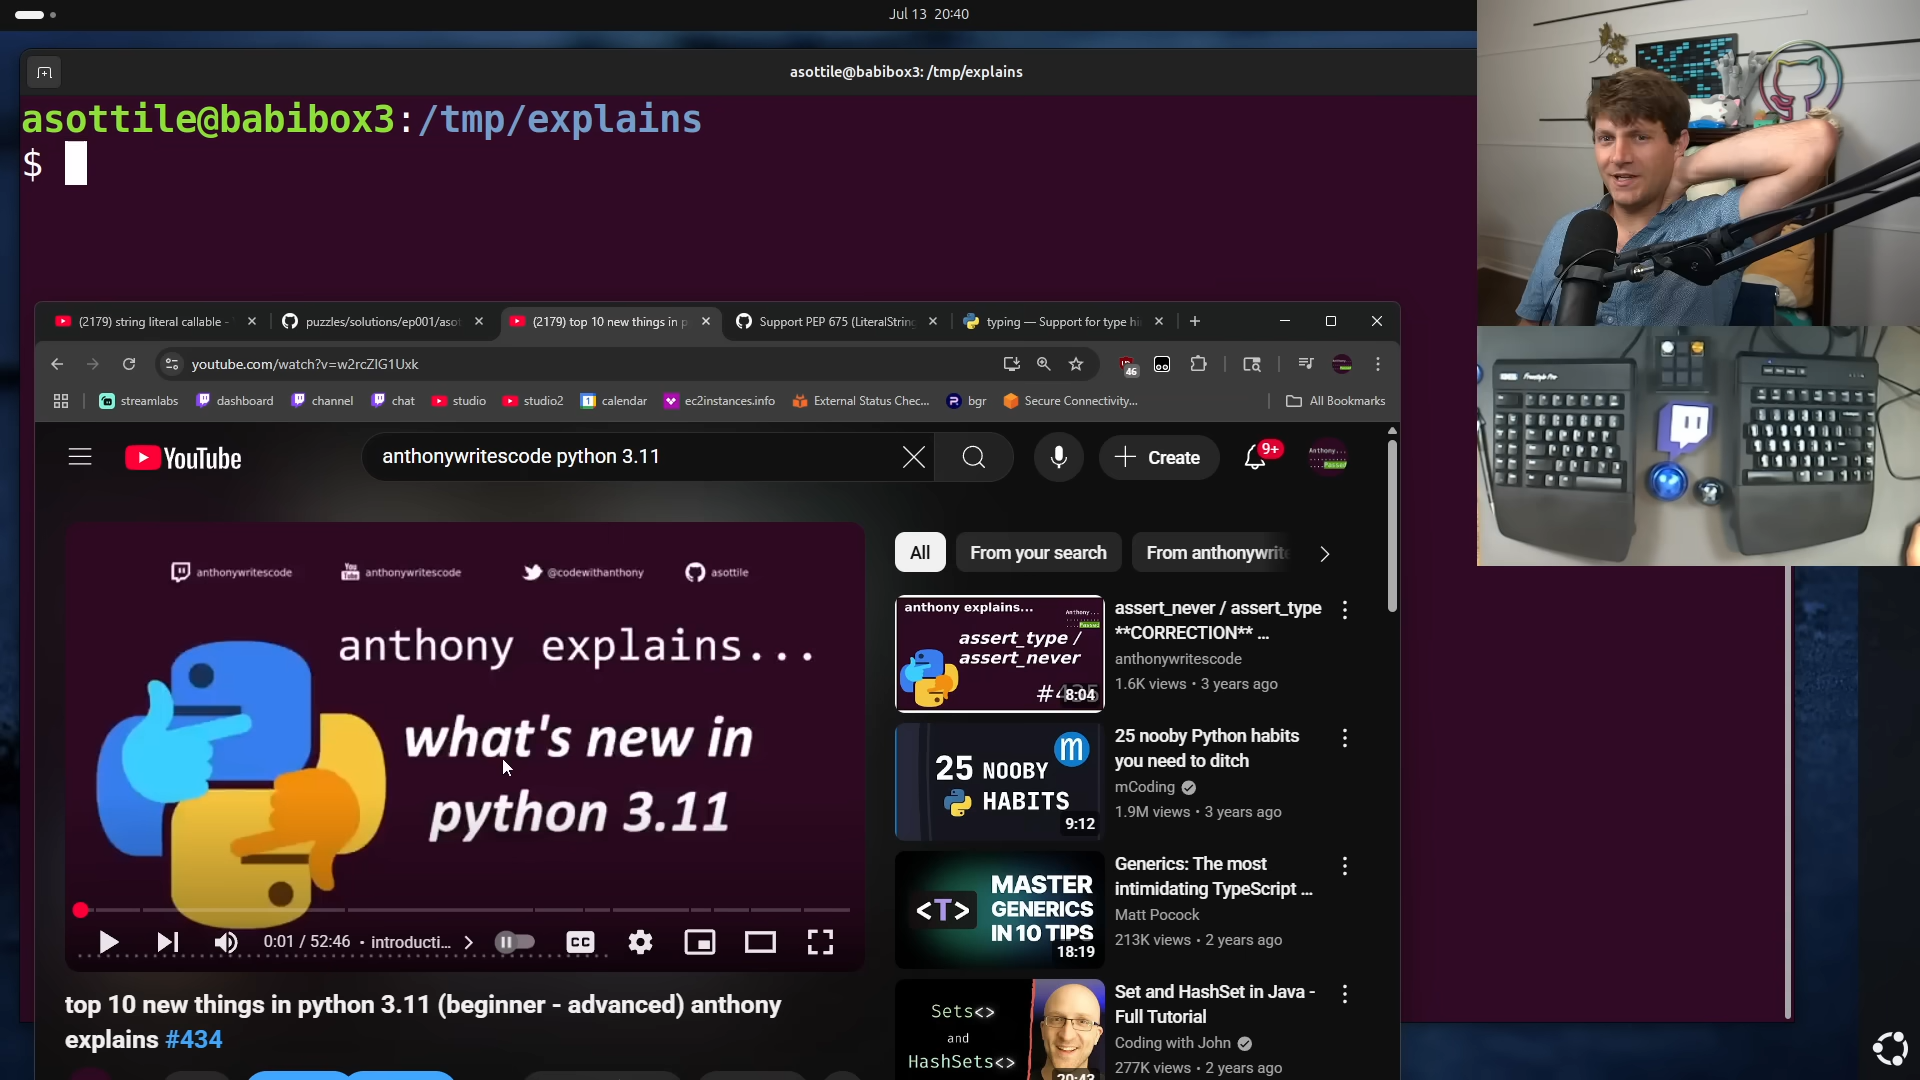 Jul 13 20:40
asottile@babibox3: /tmp/explains
asottile@babibox3:/tmp/explains
$
(2179) string literal callable -
puzzles/solutions/ep001/asot
(2179) top 10 new things in p
Support PEP 675 (LiteralString
typing — Support for type hi
youtube.com/watch?v=w2rcZlG1Uxk
46
streamlabs
dashboard
channel
chat
studio
studio2
calendar
ec2instances.info
External Status Chec...
bgr
Secure Connectivity...
All Bookmarks
YouTube
anthonywritescode python 3.11
Create
9+
anthonywritescode
anthonywritescode
@codewithanthony
asottile
anthony explains...
what's new in
python 3.11
0:01 / 52:46 • introducti...
CC
top 10 new things in python 3.11 (beginner - advanced) anthony
explains #434
All
From your search
From anthonywrite
anthony explains...
assert_type /
assert_never
8:04
assert_never / assert_type
**CORRECTION** ...
anthonywritescode
1.6K views • 3 years ago
25 NOOBY
HABITS
9:12
25 nooby Python habits
you need to ditch
mCoding
1.9M views • 3 years ago
<T>
MASTER
GENERICS
IN 10 TIPS
18:19
Generics: The most
intimidating TypeScript ...
Matt Pocock
213K views • 2 years ago
Sets<>
and
HashSets<>
20:43
Set and HashSet in Java -
Full Tutorial
Coding with John
277K views • 2 years ago